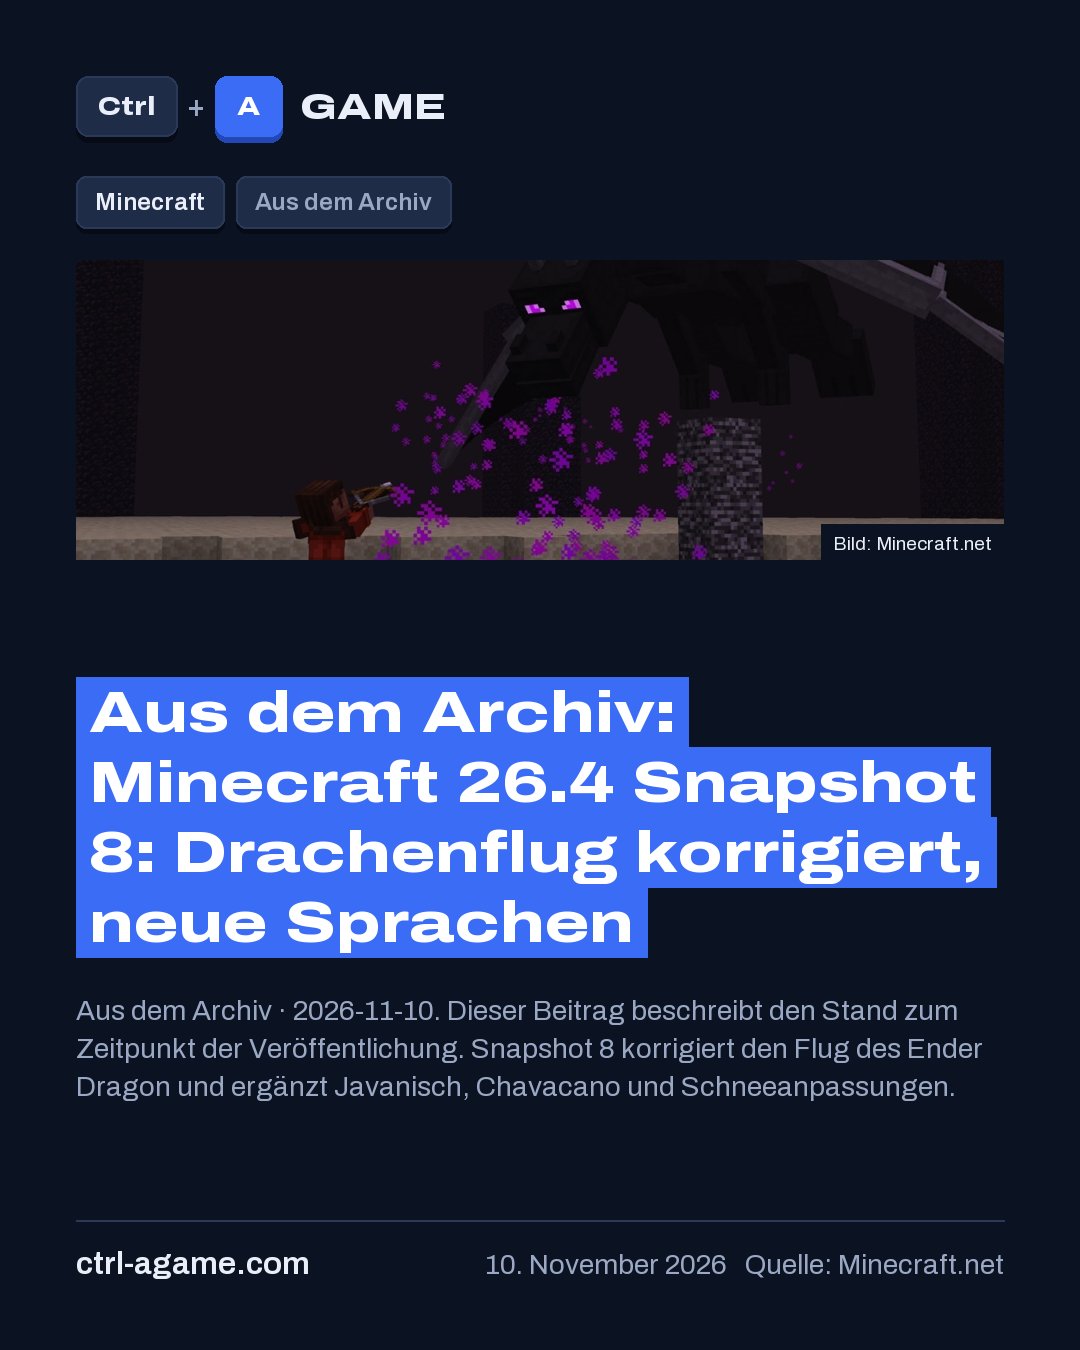 Ctrl + A GAME
Minecraft Aus dem Archiv
Bild: Minecraft.net
Aus dem Archiv:
Minecraft 26.4 Snapshot
8: Drachenflug korrigiert,
neue Sprachen
Aus dem Archiv · 2026-11-10. Dieser Beitrag beschreibt den Stand zum
Zeitpunkt der Veröffentlichung. Snapshot 8 korrigiert den Flug des Ender
Dragon und ergänzt Javanisch, Chavacano und Schneeanpassungen.
ctrl-agame.com 10. November 2026 Quelle: Minecraft.net